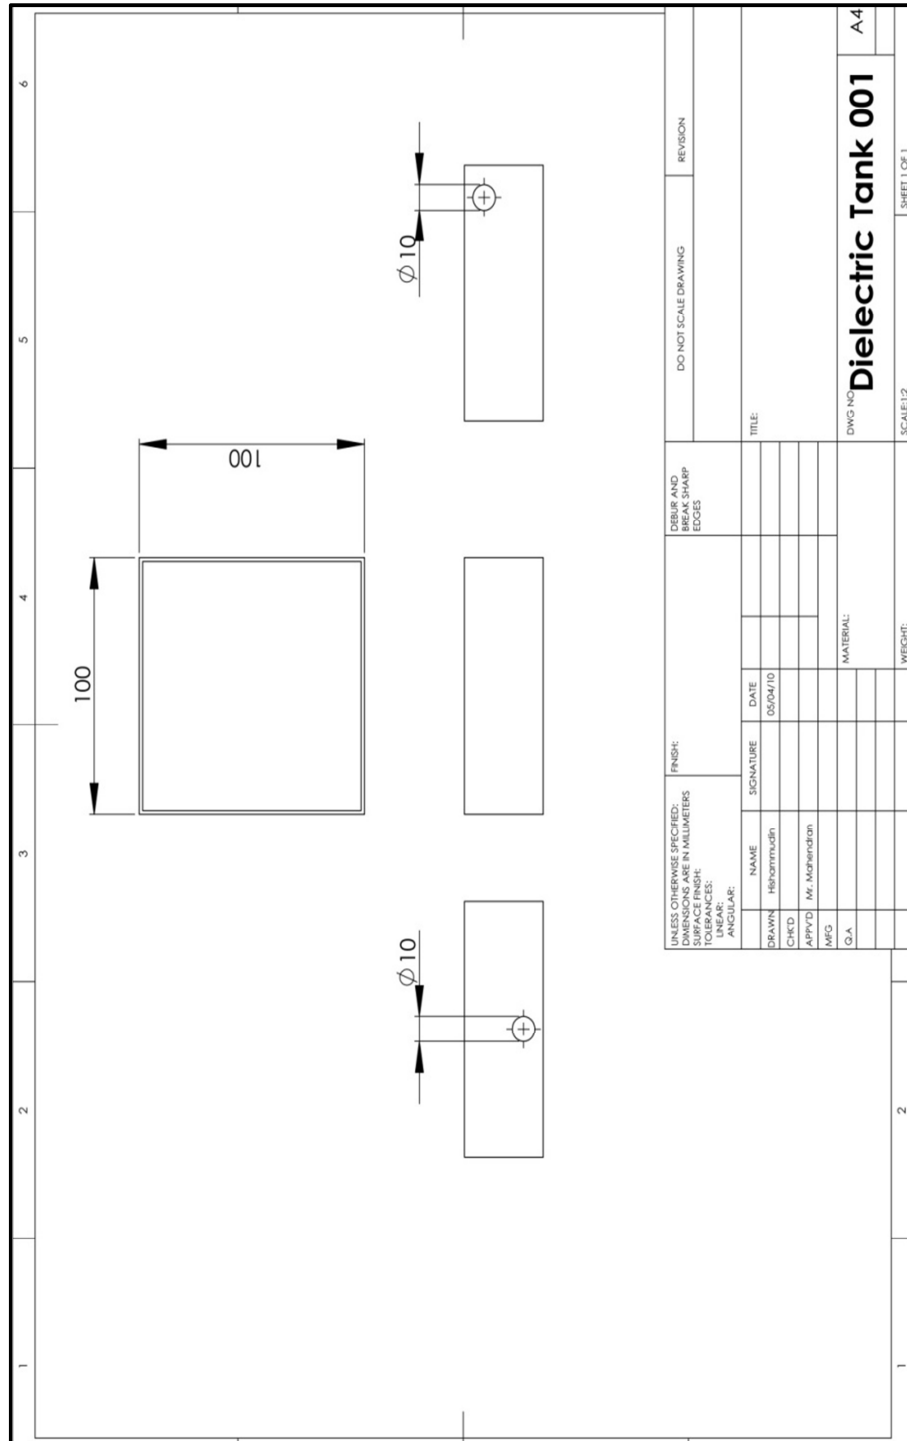 6
5
4
3
2
1
2
1
100
100
Ø10
Ø10
UNLESS OTHERWISE SPECIFIED:
DIMENSIONS ARE IN MILLIMETERS
SURFACE FINISH:
TOLERANCES:
LINEAR:
ANGULAR:
FINISH:
DEBUR AND
BREAK SHARP
EDGES
DO NOT SCALE DRAWING
REVISION
NAME
SIGNATURE
DATE
TITLE:
DRAWN
Hishammudin
05/04/10
CHK'D
APPV'D
Mr. Mahendran
MFG
Q.A
MATERIAL:
DWG NO.
Dielectric Tank 001
A4
WEIGHT:
SCALE:1:2
SHEET 1 OF 1